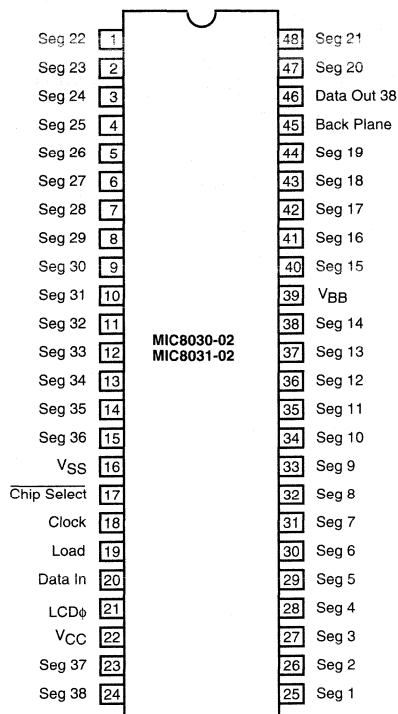 Seg 22 1 48 Seg 21
Seg 23 2 47 Seg 20
Seg 24 3 46 Data Out 38
Seg 25 4 45 Back Plane
Seg 26 5 44 Seg 19
Seg 27 6 43 Seg 18
Seg 28 7 42 Seg 17
Seg 29 8 41 Seg 16
Seg 30 9 40 Seg 15
Seg 31 10 39 VBB
Seg 32 11 38 Seg 14
MIC8030-02
Seg 33 12 37 Seg 13
MIC8031-02
Seg 34 13 36 Seg 12
Seg 35 14 35 Seg 11
Seg 36 15 34 Seg 10
VSS 16 33 Seg 9
Chip Select 17 32 Seg 8
Clock 18 31 Seg 7
Load 19 30 Seg 6
Data In 20 29 Seg 5
LCDϕ 21 28 Seg 4
VCC 22 27 Seg 3
Seg 37 23 26 Seg 2
Seg 38 24 25 Seg 1